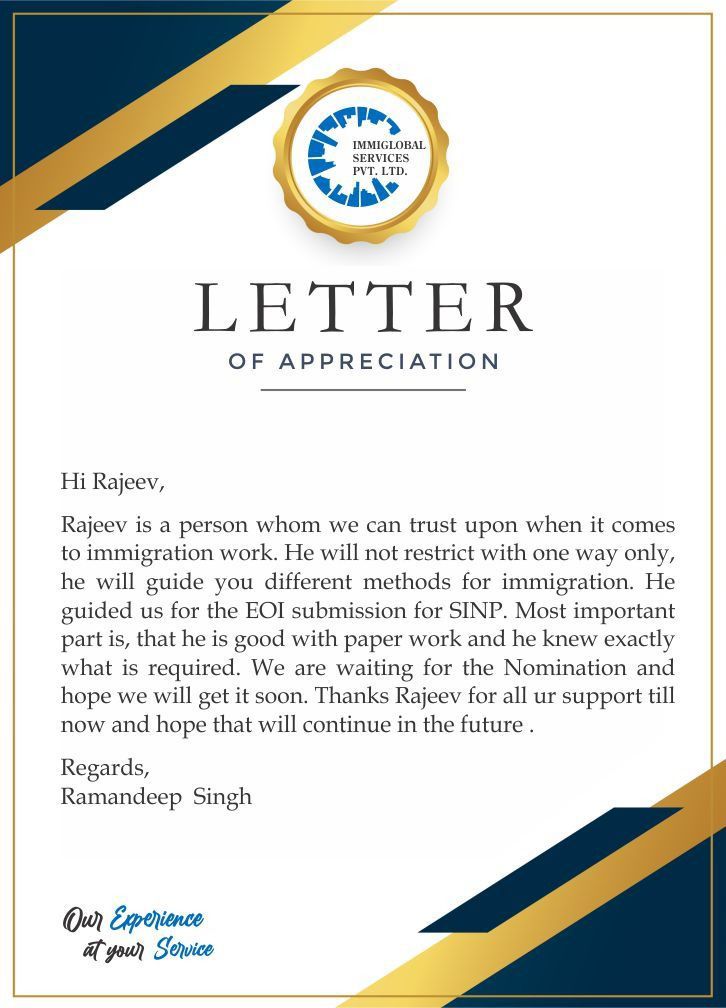 IMMIGLOBAL
SERVICES
PVT. LTD.
LETTER
OF APPRECIATION
Hi Rajeev,
Rajeev is a person whom we can trust upon when it comes
to immigration work. He will not restrict with one way only,
he will guide you different methods for immigration. He
guided us for the EOI submission for SINP. Most important
part is, that he is good with paper work and he knew exactly
what is required. We are waiting for the Nomination and
hope we will get it soon. Thanks Rajeev for all ur support till
now and hope that will continue in the future .
Regards,
Ramandeep  Singh
Our Experience
at your Service